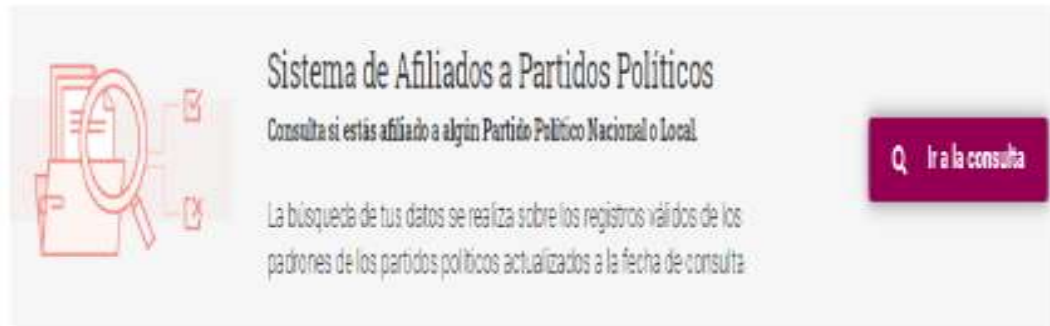 Sistema de Afiliados a Partidos Políticos
Consulta si estás afiliado a algún Partido Político Nacional o Local.
Ir a la consulta
La búsqueda de tus datos se realiza sobre los registros válidos de los
padrones de los partidos políticos actualizados a la fecha de consulta